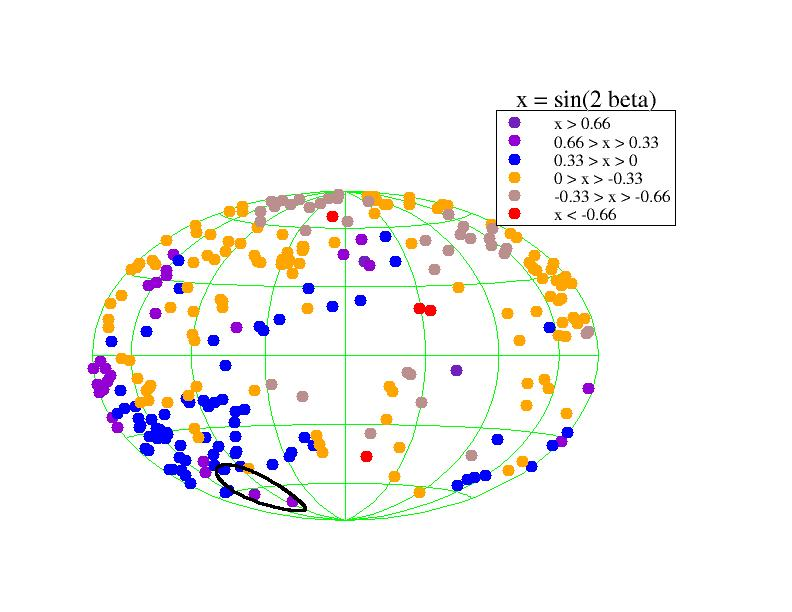 x = sin(2 beta)
x > 0.66
0.66 > x > 0.33
0.33 > x > 0
0 > x > -0.33
-0.33 > x > -0.66
x < -0.66